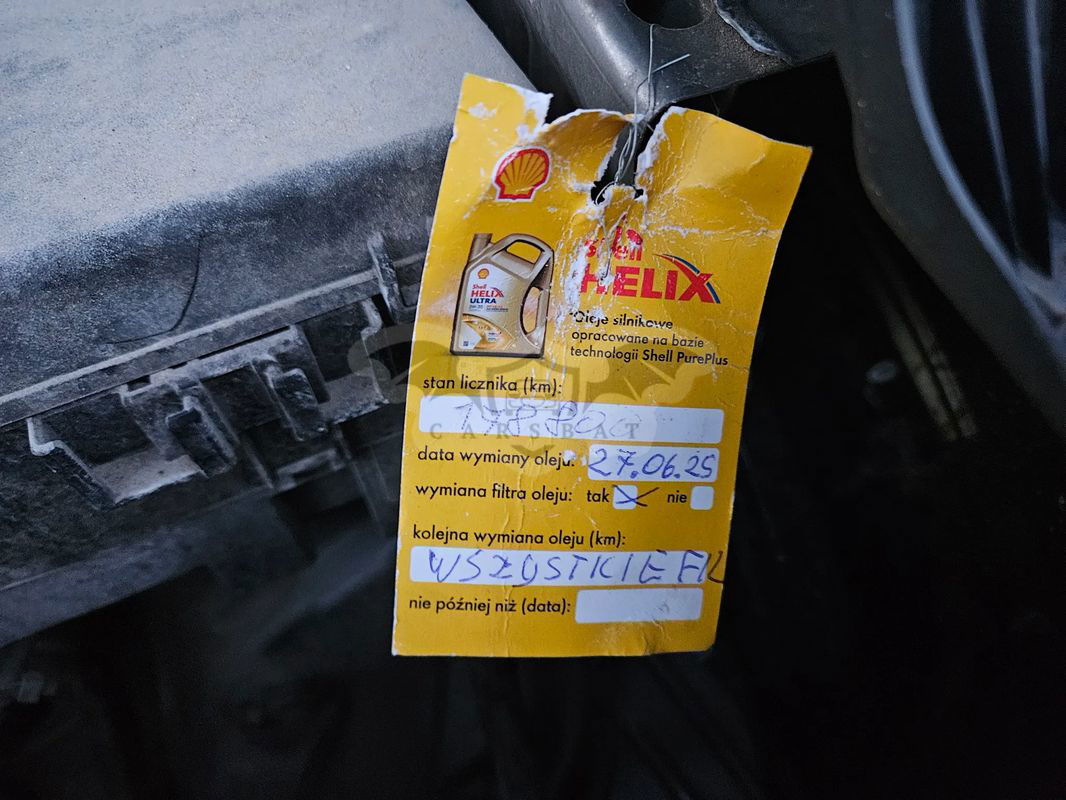 Shell
HELIX
Shell
HELIX
ULTRA
*Oleje silnikowe
opracowane na bazie
technologii Shell PurePlus
stan licznika (km):
CARSBAT
data wymiany oleju: 27.06.25
wymiana filtra oleju: tak nie
kolejna wymiana oleju (km):
WSZYSTKIE FIL
nie później niż (data):